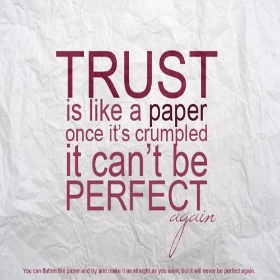 TRUST
is like a paper
once it's crumpled
it can't be
PERFECT
again
You can flatten the paper and try and make it as straight as you want, but it will never be perfect again.